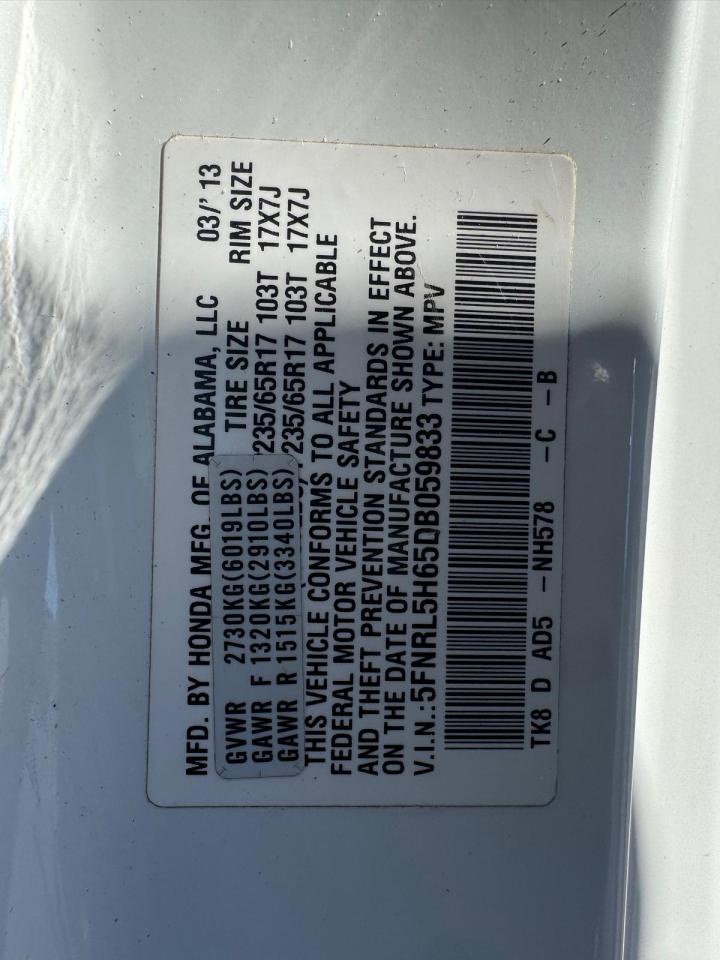 MFD. BY HONDA MFG. OF ALABAMA, LLC 03/' 13
TIRE SIZE RIM SIZE
GVWR 2730KG(6019LBS)
GAWR F 1320KG(2910LBS) 235/65R17 103T 17X7J
GAWR R 1515KG(3340LBS) 235/65R17 103T 17X7J
THIS VEHICLE CONFORMS TO ALL APPLICABLE
FEDERAL MOTOR VEHICLE SAFETY
AND THEFT PREVENTION STANDARDS IN EFFECT
ON THE DATE OF MANUFACTURE SHOWN ABOVE.
V.I.N.:5FNRL5H65DB059833 TYPE: MPV
TK8 D AD5 - NH578 - C - B